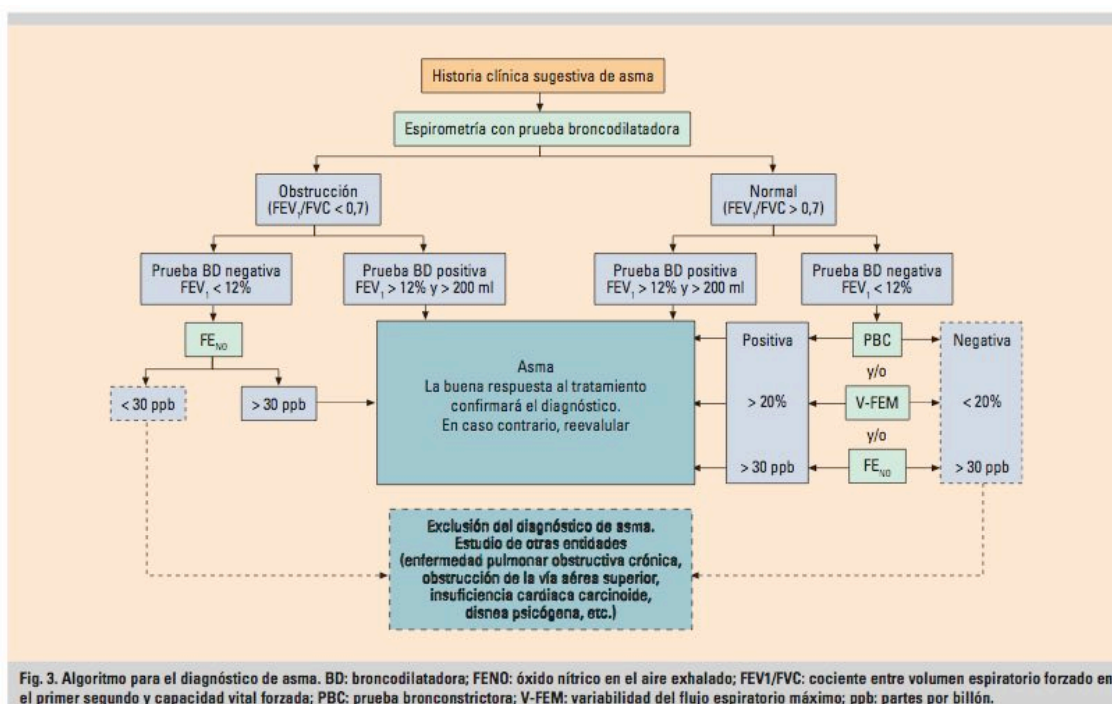 Historia clínica sugestiva de asma
Espirometría con prueba broncodilatadora
Obstrucción
(FEV₁/FVC < 0,7)
Normal
(FEV₁/FVC > 0,7)
Prueba BD negativa
FEV₁ < 12%
Prueba BD positiva
FEV₁ > 12% y > 200 ml
Prueba BD positiva
FEV₁ > 12% y > 200 ml
Prueba BD negativa
FEV₁ < 12%
FE_NO
< 30 ppb
> 30 ppb
Asma
La buena respuesta al tratamiento
confirmará el diagnóstico.
En caso contrario, reevalular
Positiva
> 20%
> 30 ppb
PBC
y/o
V-FEM
y/o
FE_NO
Negativa
< 20%
> 30 ppb
Exclusión del diagnóstico de asma.
Estudio de otras entidades
(enfermedad pulmonar obstructiva crónica,
obstrucción de la vía aérea superior,
insuficiencia cardiaca carcinoide,
disnea psicógena, etc.)
Fig. 3. Algoritmo para el diagnóstico de asma. BD: broncodilatadora; FENO: óxido nítrico en el aire exhalado; FEV1/FVC: cociente entre volumen espiratorio forzado en
el primer segundo y capacidad vital forzada; PBC: prueba bronconstrictora; V-FEM: variabilidad del flujo espiratorio máximo; ppb: partes por billón.